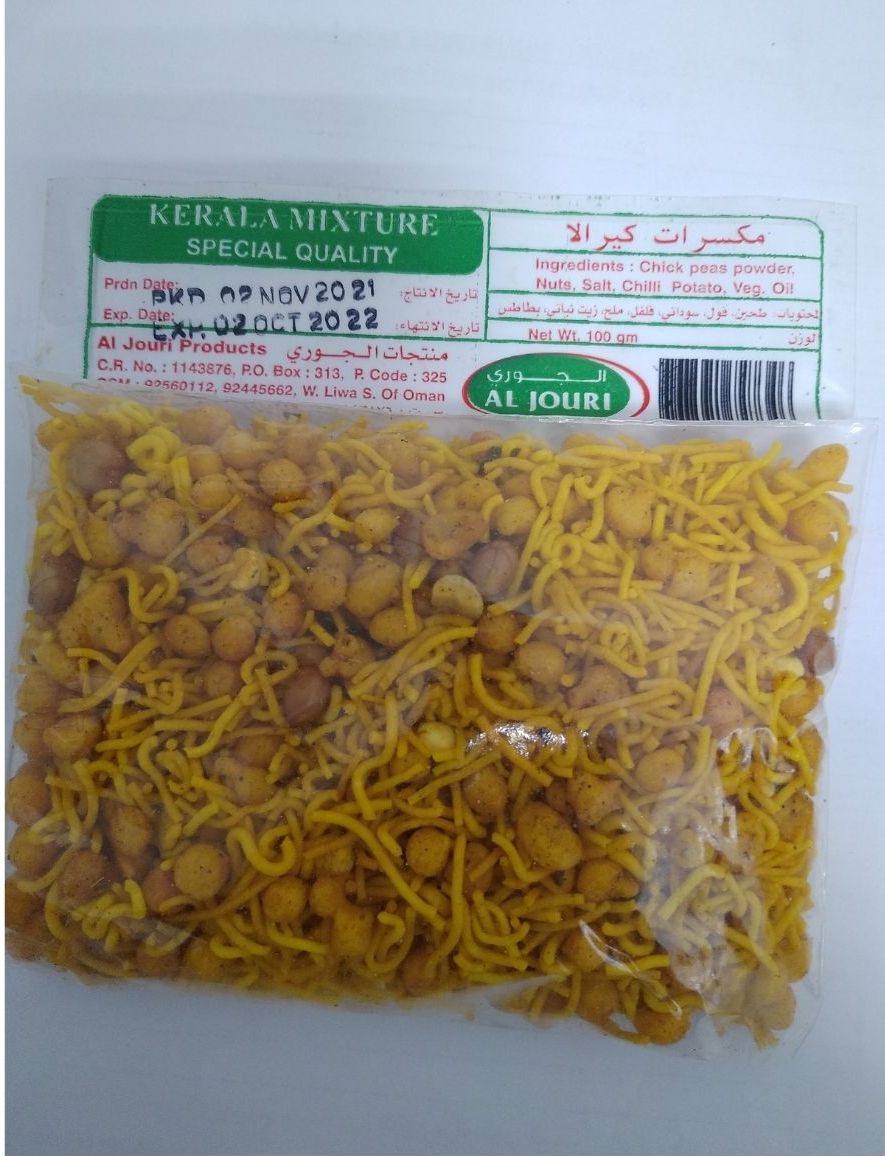 KERALA MIXTURE
SPECIAL QUALITY
Prdn Date:
PKD 02 NOV 2021
تاريخ الانتاج:
Exp. Date:
EXP. 02 OCT 2022
تاريخ الانتهاء:
Al Jouri Products منتجات الـجـوري
C.R. No. : 1143876, P.O. Box : 313, P. Code : 325
92560112, 92445662, W. Liwa S. Of Oman
مكسرات كيرالا
Ingredients : Chick peas powder,
Nuts, Salt, Chilli Potato, Veg. Oil
محتويات: طحين، فول، سوداني، فلفل، ملح، زيت نباتي، بطاطس
Net Wt. 100 gm الوزن
الـجـوري
AL JOURI